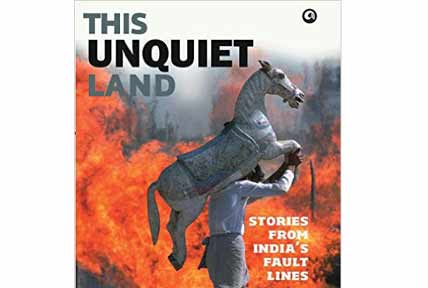 THIS
UNQUIET
LAND
STORIES
FROM
INDIA'S
FAULT
LINES